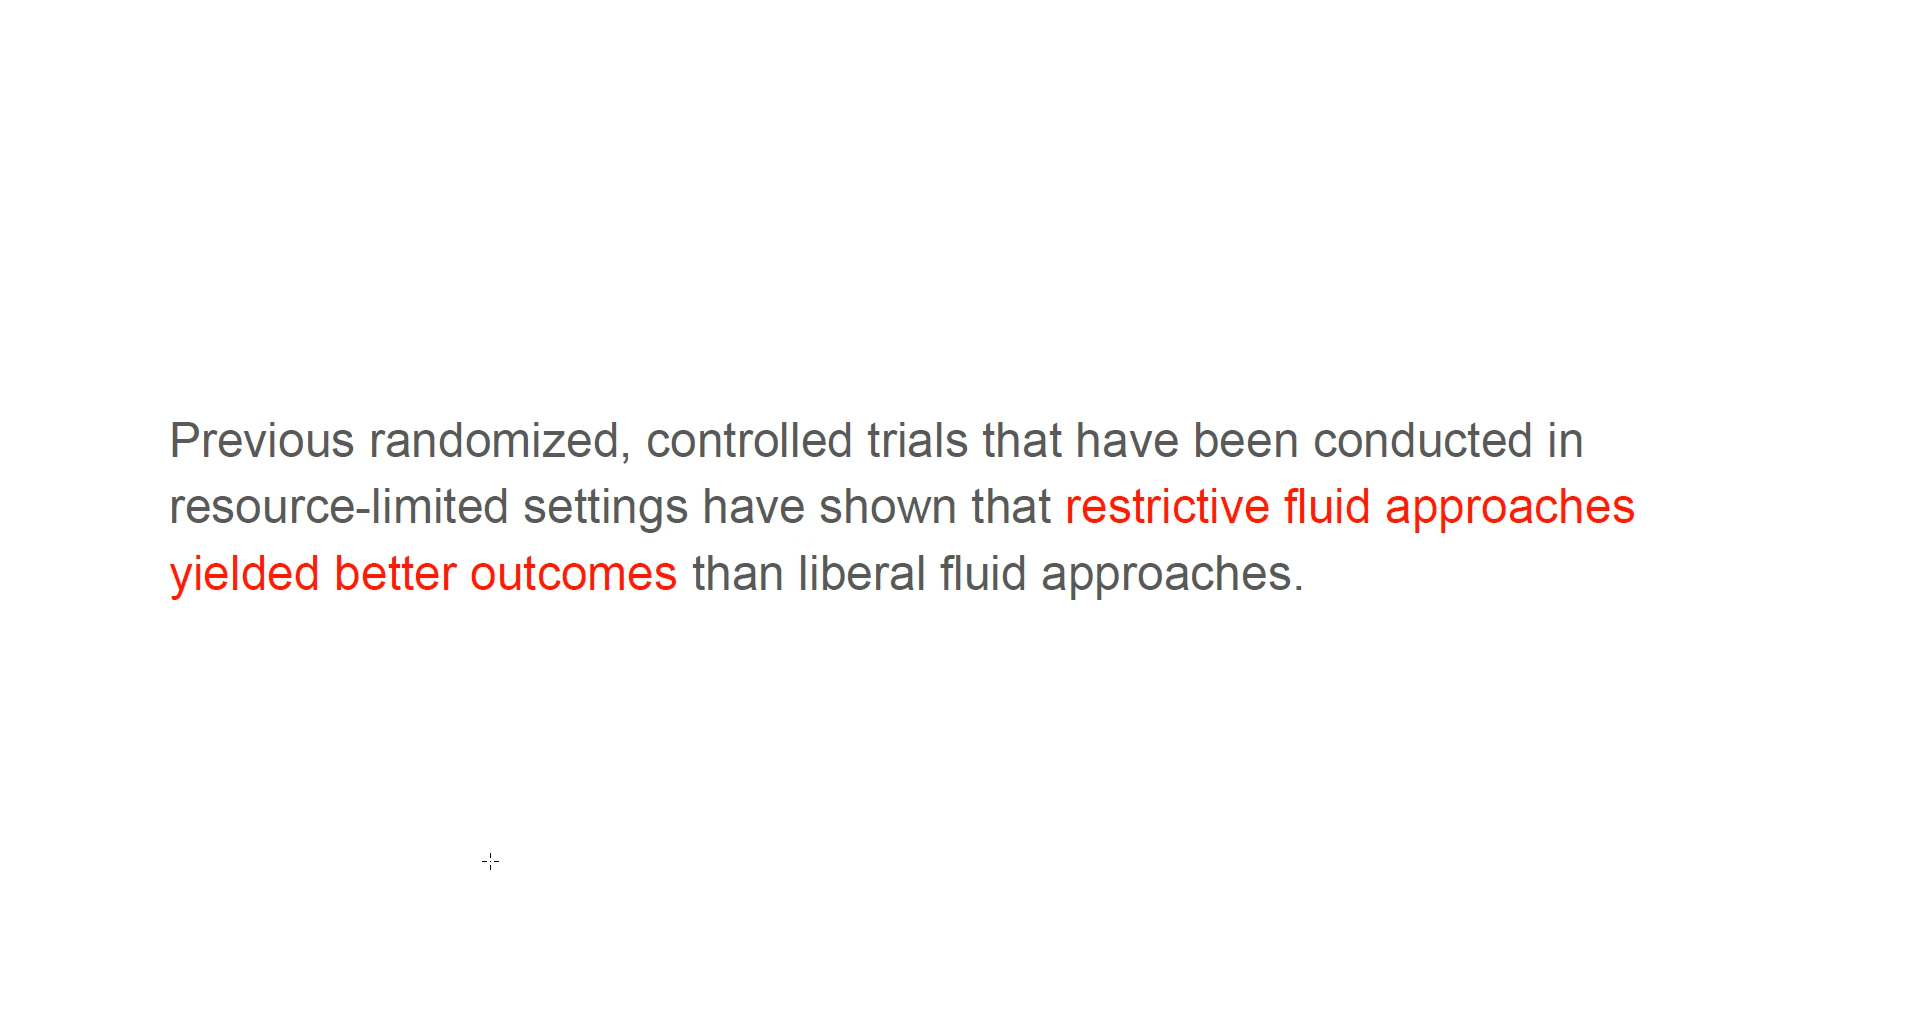 Previous randomized, controlled trials that have been conducted in
resource-limited settings have shown that restrictive fluid approaches
yielded better outcomes than liberal fluid approaches.